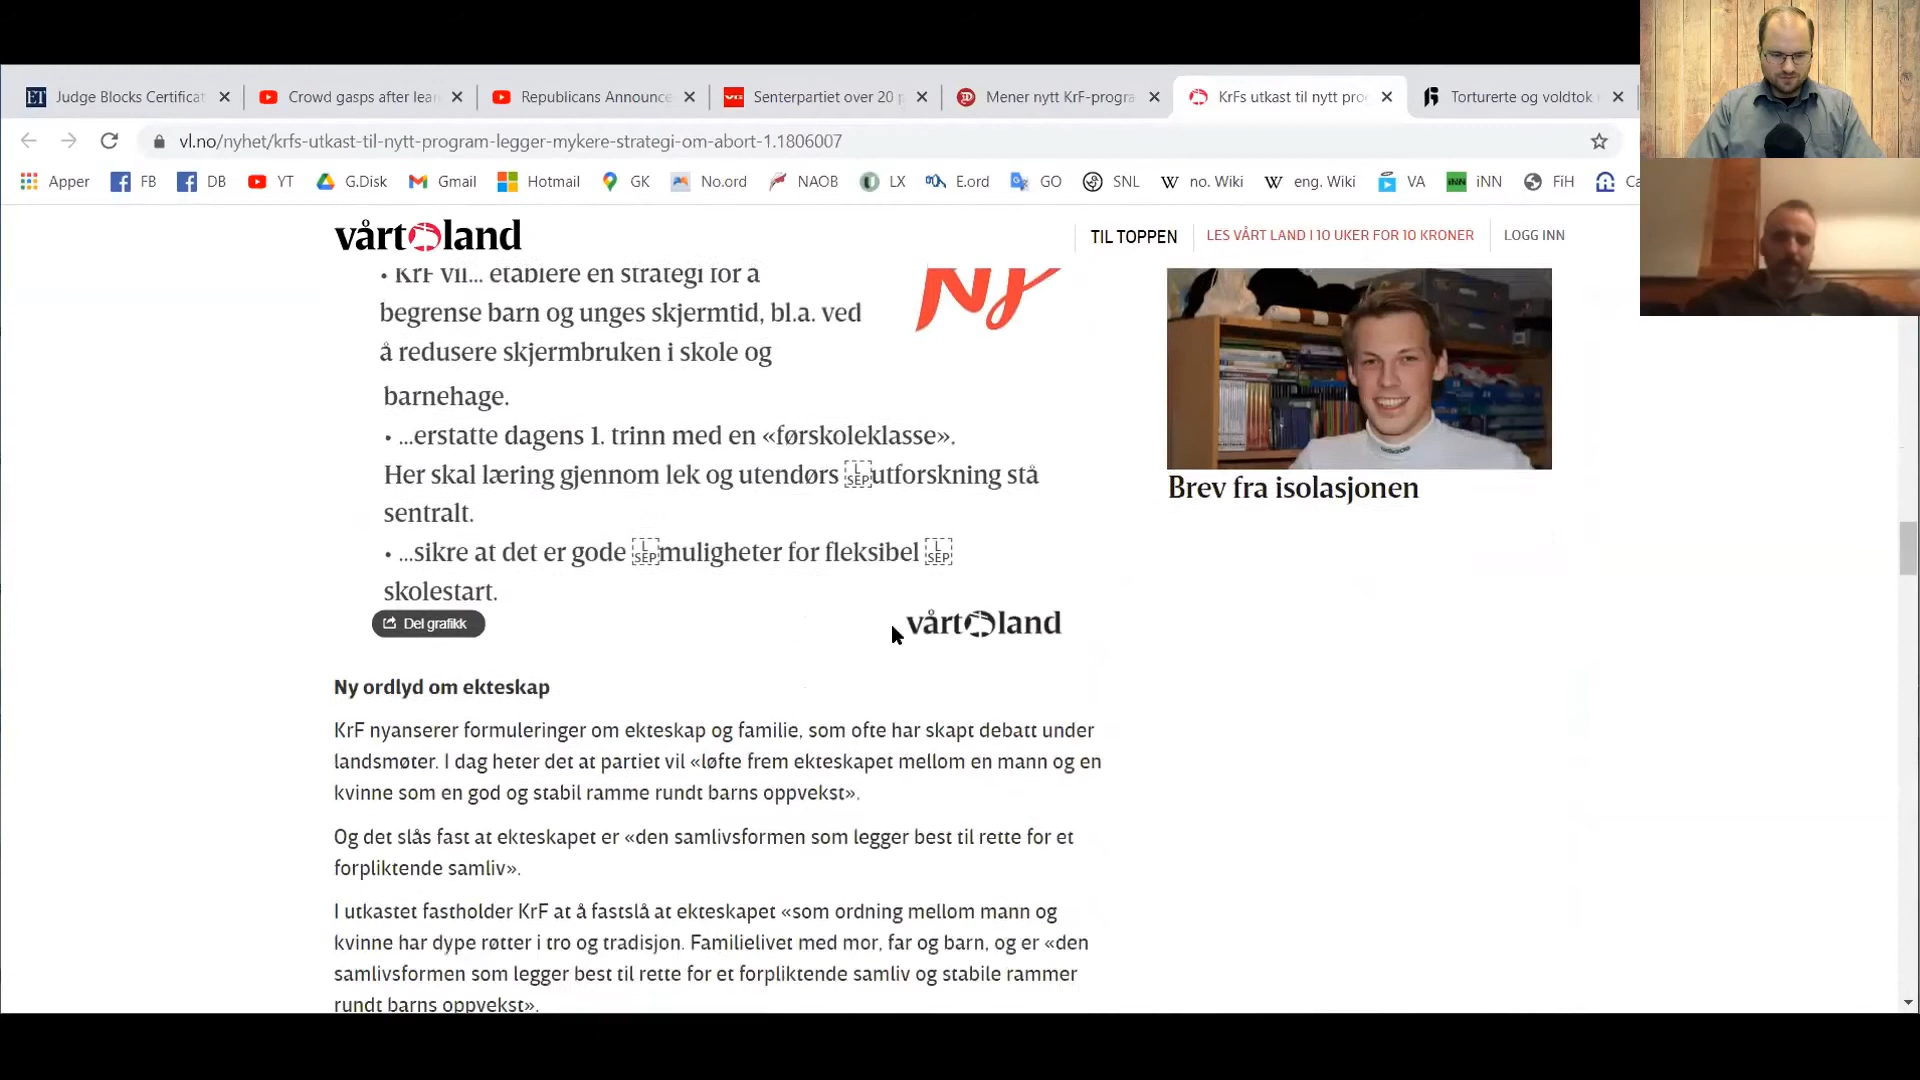 Judge Blocks Certificat
Crowd gasps after lear
Republicans Announce
Senterpartiet over 20 p
Mener nytt KrF-progra
KrFs utkast til nytt pro
Torturerte og voldtok
vl.no/nyhet/krfs-utkast-til-nytt-program-legger-mykere-strategi-om-abort-1.1806007
Apper FB DB YT G.Disk Gmail Hotmail GK No.ord NAOB LX E.ord GO SNL no. Wiki eng. Wiki VA iNN FiH Ca
vårt land
TIL TOPPEN
LES VÅRT LAND I 10 UKER FOR 10 KRONER
LOGG INN
• KrF vil... etablere en strategi for å
begrense barn og unges skjermtid, bl.a. ved
å redusere skjermbruken i skole og
barnehage.
• ...erstatte dagens 1. trinn med en «førskoleklasse».
Her skal læring gjennom lek og utendørs LSEPutforskning stå
sentralt.
• ...sikre at det er gode LSEPmuligheter for fleksibel LSEP
skolestart.
Ny
Del grafikk
vårt land
Brev fra isolasjonen
Ny ordlyd om ekteskap
KrF nyanserer formuleringer om ekteskap og familie, som ofte har skapt debatt under
landsmøter. I dag heter det at partiet vil «løfte frem ekteskapet mellom en mann og en
kvinne som en god og stabil ramme rundt barns oppvekst».
Og det slås fast at ekteskapet er «den samlivsformen som legger best til rette for et
forpliktende samliv».
I utkastet fastholder KrF at å fastslå at ekteskapet «som ordning mellom mann og
kvinne har dype røtter i tro og tradisjon. Familielivet med mor, far og barn, og er «den
samlivsformen som legger best til rette for et forpliktende samliv og stabile rammer
rundt barns oppvekst».